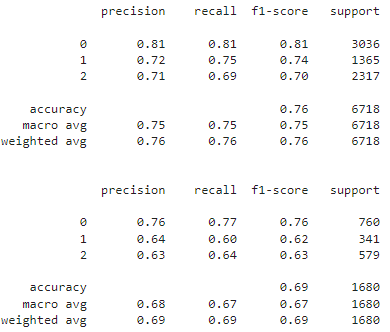 precision recall f1-score support
0 0.81 0.81 0.81 3036
1 0.72 0.75 0.74 1365
2 0.71 0.69 0.70 2317
accuracy 0.76 6718
macro avg 0.75 0.75 0.75 6718
weighted avg 0.76 0.76 0.76 6718
precision recall f1-score support
0 0.76 0.77 0.76 760
1 0.64 0.60 0.62 341
2 0.63 0.64 0.63 579
accuracy 0.69 1680
macro avg 0.68 0.67 0.67 1680
weighted avg 0.69 0.69 0.69 1680